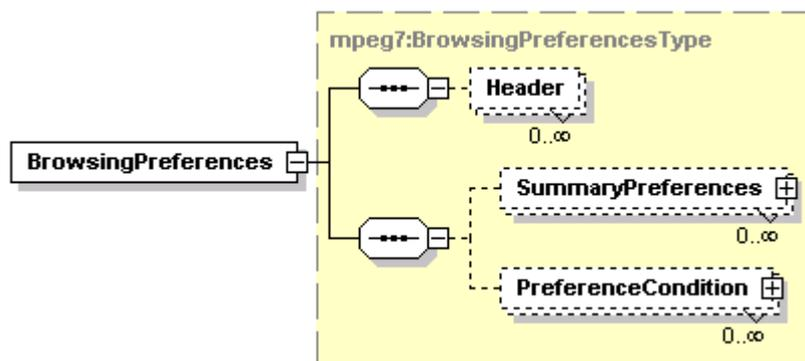 mpeg7:BrowsingPreferencesType
Header
0..∞
BrowsingPreferences
SummaryPreferences
0..∞
PreferenceCondition
0..∞